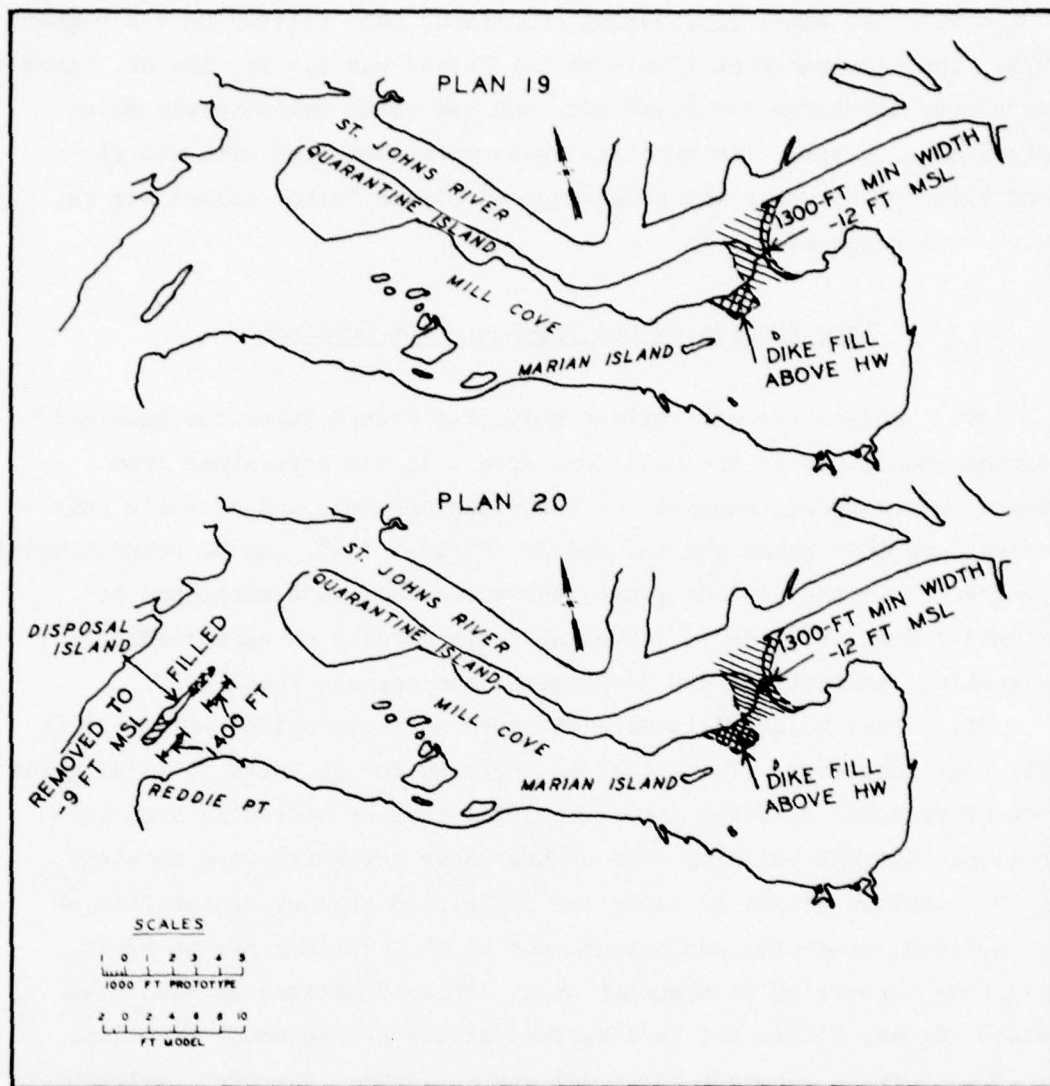 PLAN 19
ST. JOHNS RIVER
QUARANTINE ISLAND
MILL COVE
MARIAN ISLAND
1300-FT MIN WIDTH
-12 FT MSL
DIKE FILL
ABOVE HW
PLAN 20
ST. JOHNS RIVER
QUARANTINE ISLAND
MILL COVE
MARIAN ISLAND
1300-FT MIN WIDTH
-12 FT MSL
DIKE FILL
ABOVE HW
DISPOSAL
ISLAND
FILLED
REMOVED TO
-9 FT MSL
1400 FT
REDDIE PT
SCALES
1 0 1 2 3 4 5
1000 FT PROTOTYPE
2 0 2 4 6 8 10
FT MODEL